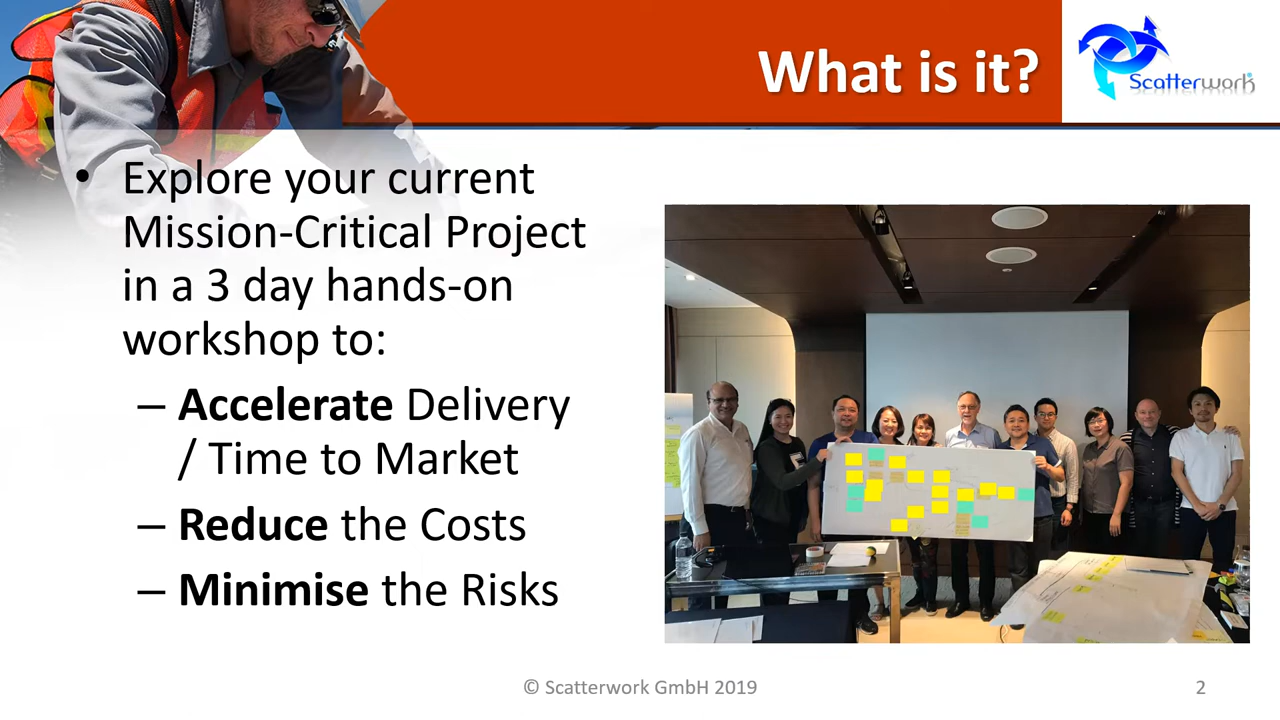 What is it?
Scatterwork
• Explore your current
Mission-Critical Project
in a 3 day hands-on
workshop to:
– Accelerate Delivery
/ Time to Market
– Reduce the Costs
– Minimise the Risks
© Scatterwork GmbH 2019
2